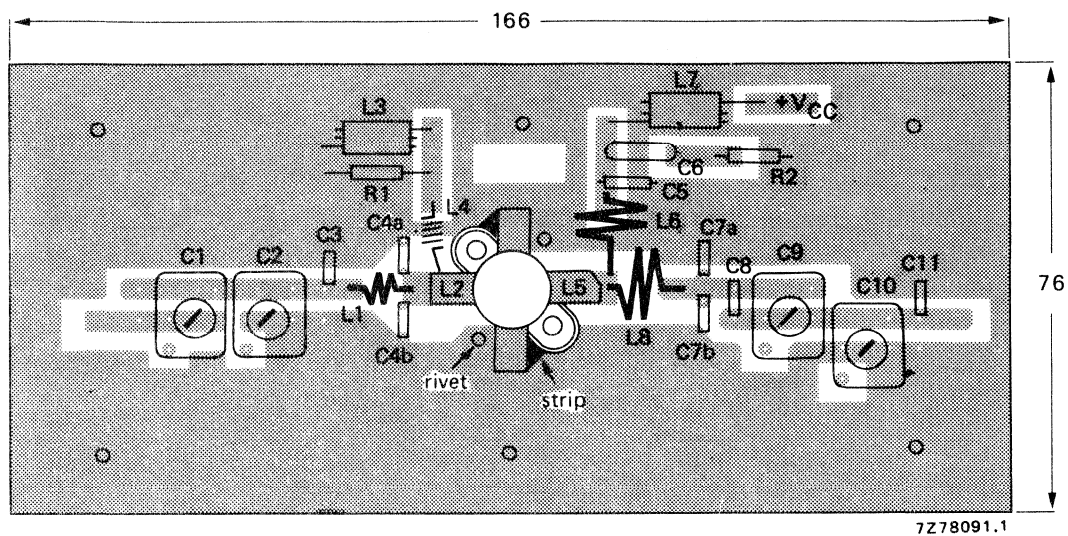 166
L7
+VCC
L3
C6
R2
R1
C5
L4
C4a
L6
C7a
C3
C1
C2
C8
C9
C11
C10
76
L2
L5
L1
L8
C4b
C7b
rivet
strip
7Z78091.1